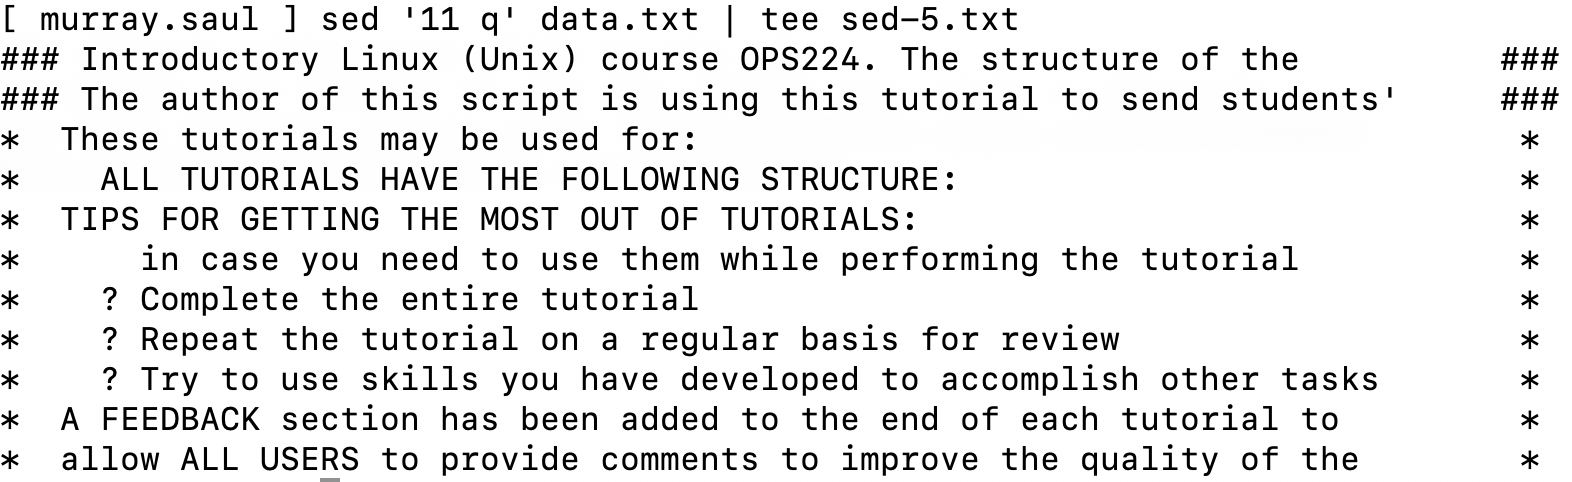 [ murray.saul ] sed '11 q' data.txt | tee sed-5.txt
### Introductory Linux (Unix) course OPS224. The structure of the          ###
### The author of this script is using this tutorial to send students'     ###
*  These tutorials may be used for:                                         *
*    ALL TUTORIALS HAVE THE FOLLOWING STRUCTURE:                            *
*  TIPS FOR GETTING THE MOST OUT OF TUTORIALS:                              *
*      in case you need to use them while performing the tutorial           *
*    ? Complete the entire tutorial                                         *
*    ? Repeat the tutorial on a regular basis for review                    *
*    ? Try to use skills you have developed to accomplish other tasks       *
*  A FEEDBACK section has been added to the end of each tutorial to         *
*  allow ALL USERS to provide comments to improve the quality of the        *